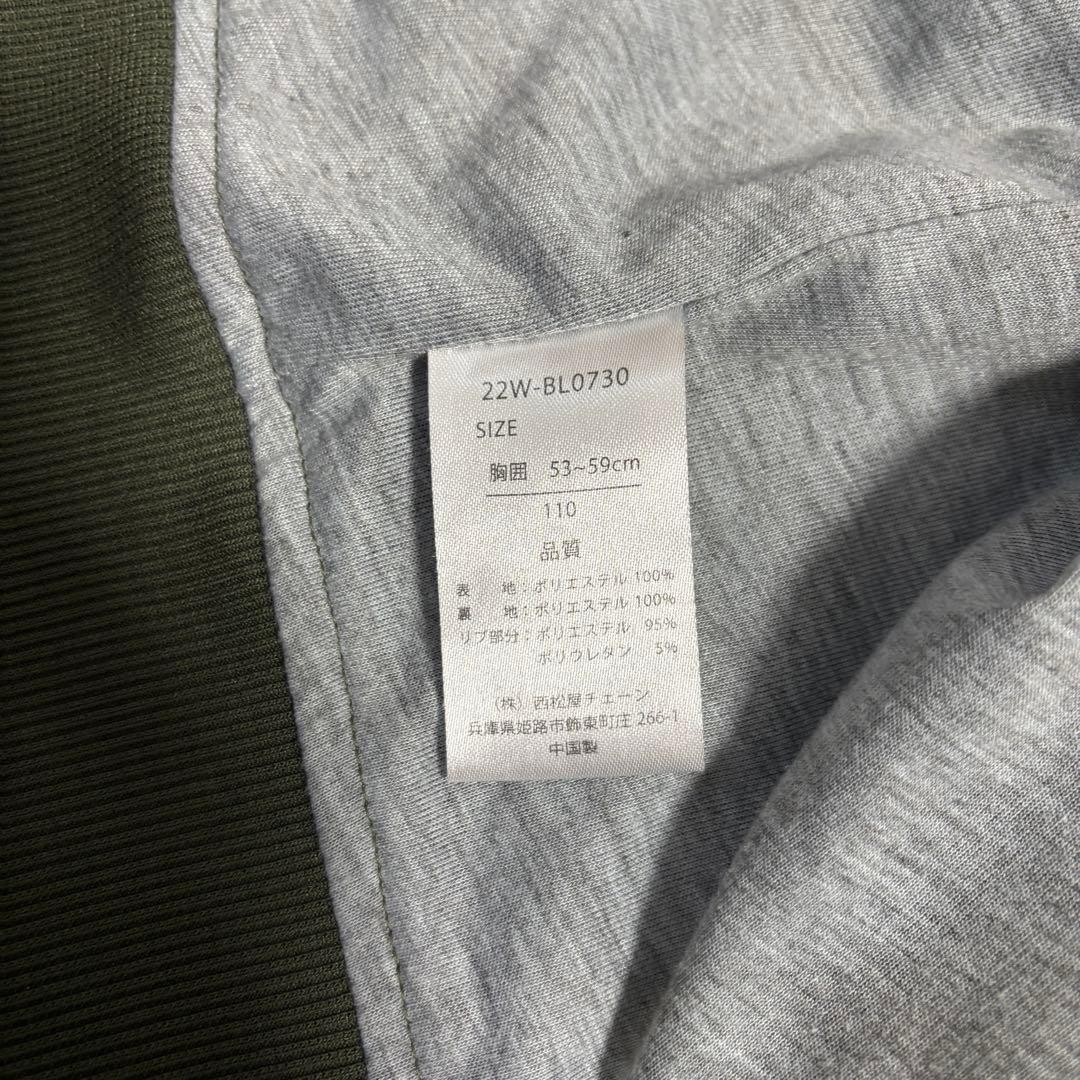 22W-BL0730
SIZE
胸囲 53~59cm
110
品質
表 地：ポリエステル 100%
裏 地：ポリエステル 100%
リブ部分：ポリエステル 95%
ポリウレタン 5%
（株）西松屋チェーン
兵庫県姫路市飾東町庄 266-1
中国製